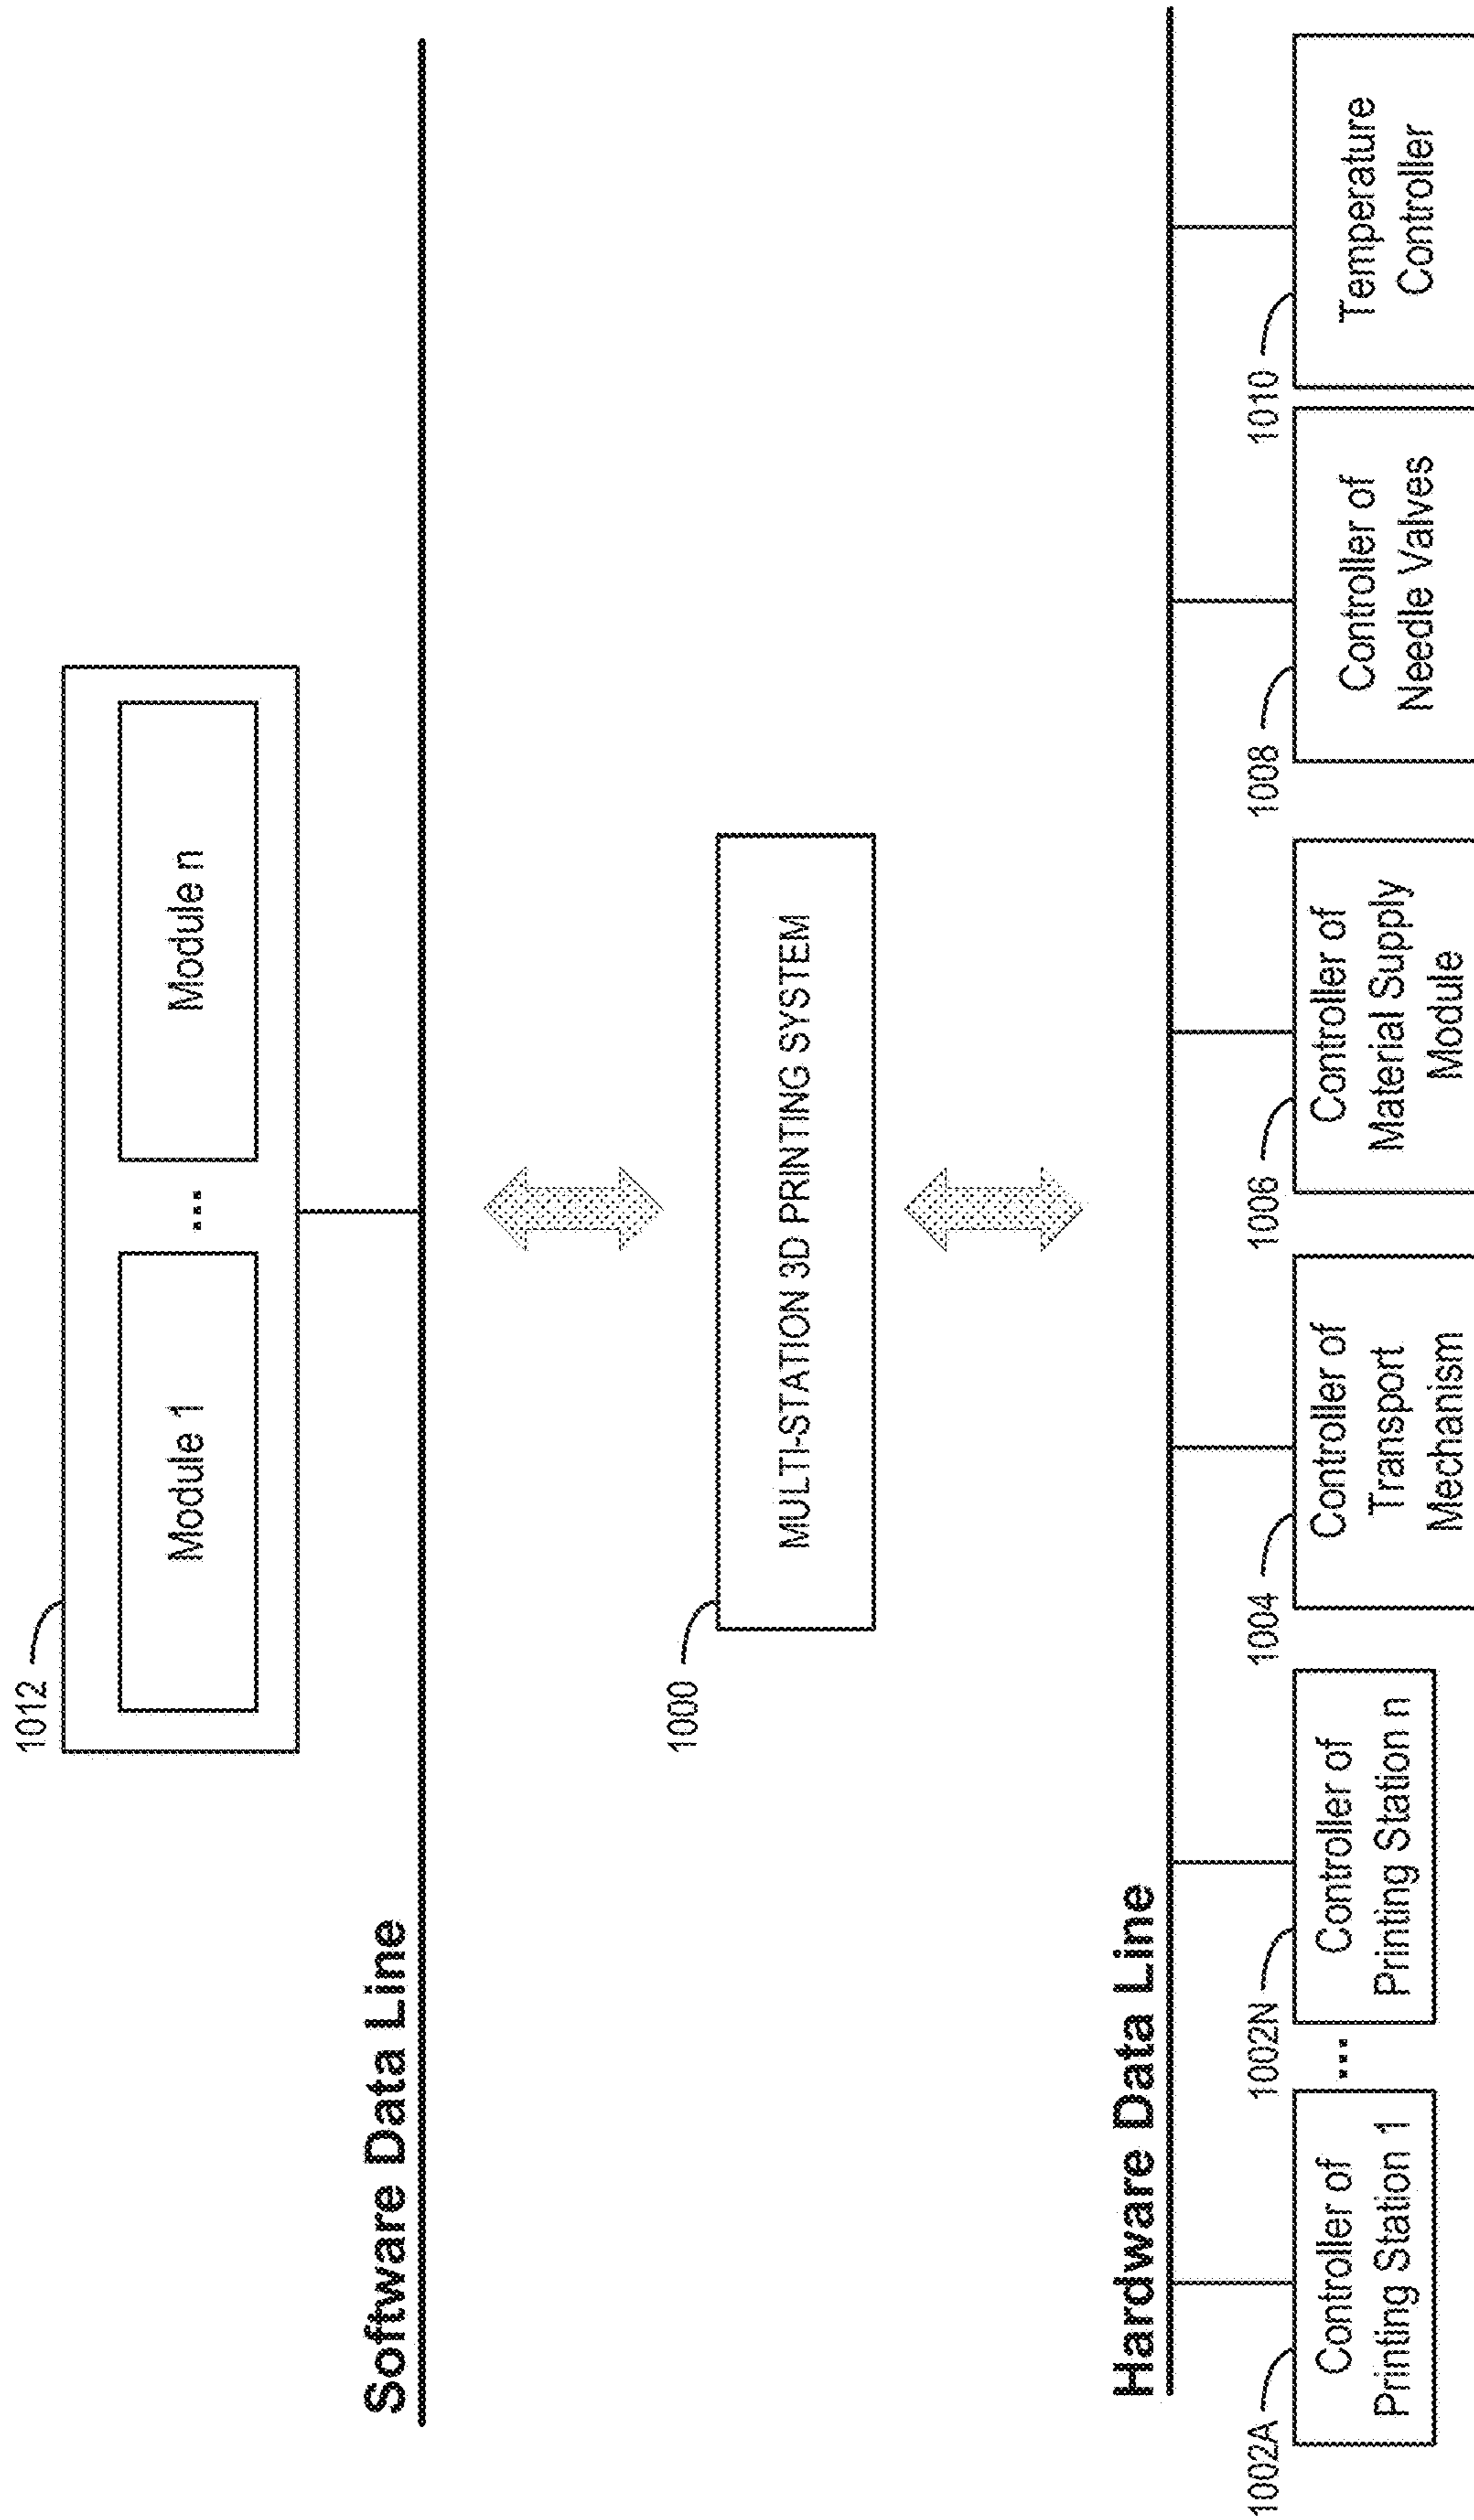 1012
Module 1
...
Module n
Software Data Line
1000
MULTI-STATION 3D PRINTING SYSTEM
Hardware Data Line
1002A
Controller of
Printing Station 1
...
1002N
Controller of
Printing Station n
1004
Controller of
Transport
Mechanism
1006
Controller of
Material Supply
Module
1008
Controller of
Needle Valves
1010
Temperature
Controller